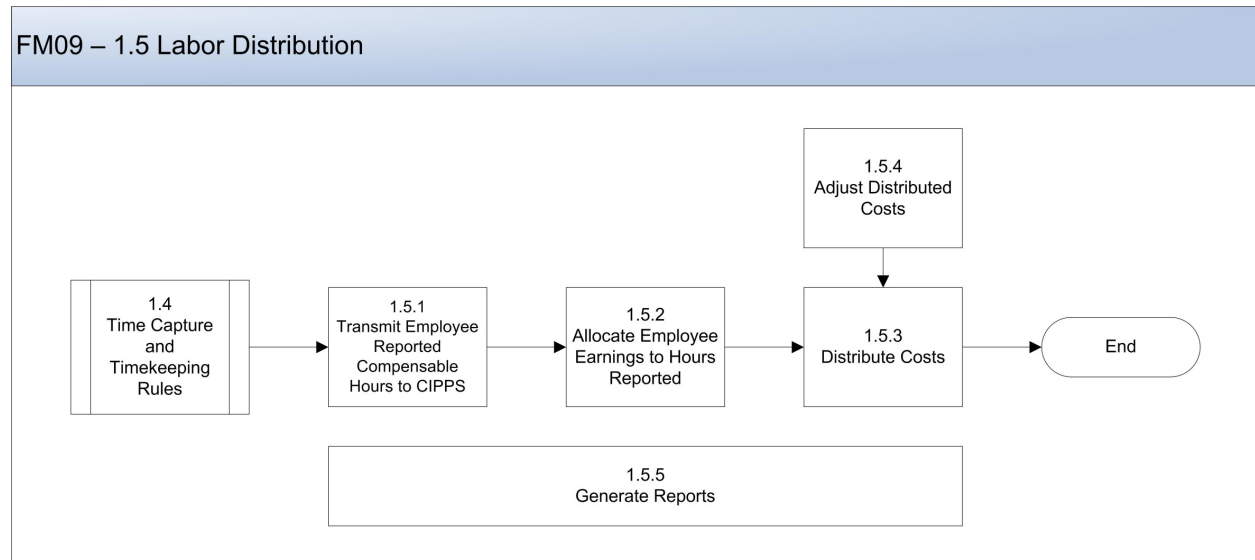 FM09 – 1.5 Labor Distribution
1.5.4
Adjust Distributed
Costs
1.4
Time Capture
and
Timekeeping
Rules
1.5.1
Transmit Employee
Reported
Compensable
Hours to CIPPS
1.5.2
Allocate Employee
Earnings to Hours
Reported
1.5.3
Distribute Costs
End
1.5.5
Generate Reports